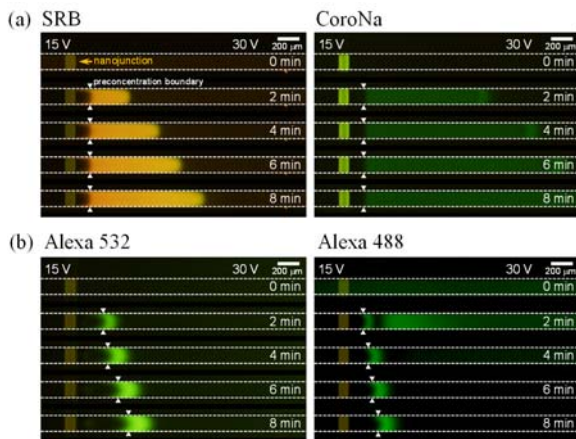 (a) SRB
CoroNa
15 V
nanojunction
30 V
200 µm
0 min
preconcentration boundary
2 min
4 min
6 min
8 min
15 V
30 V
200 µm
0 min
2 min
4 min
6 min
8 min
(b) Alexa 532
Alexa 488
15 V
30 V
200 µm
0 min
2 min
4 min
6 min
8 min
15 V
30 V
200 µm
0 min
2 min
4 min
6 min
8 min